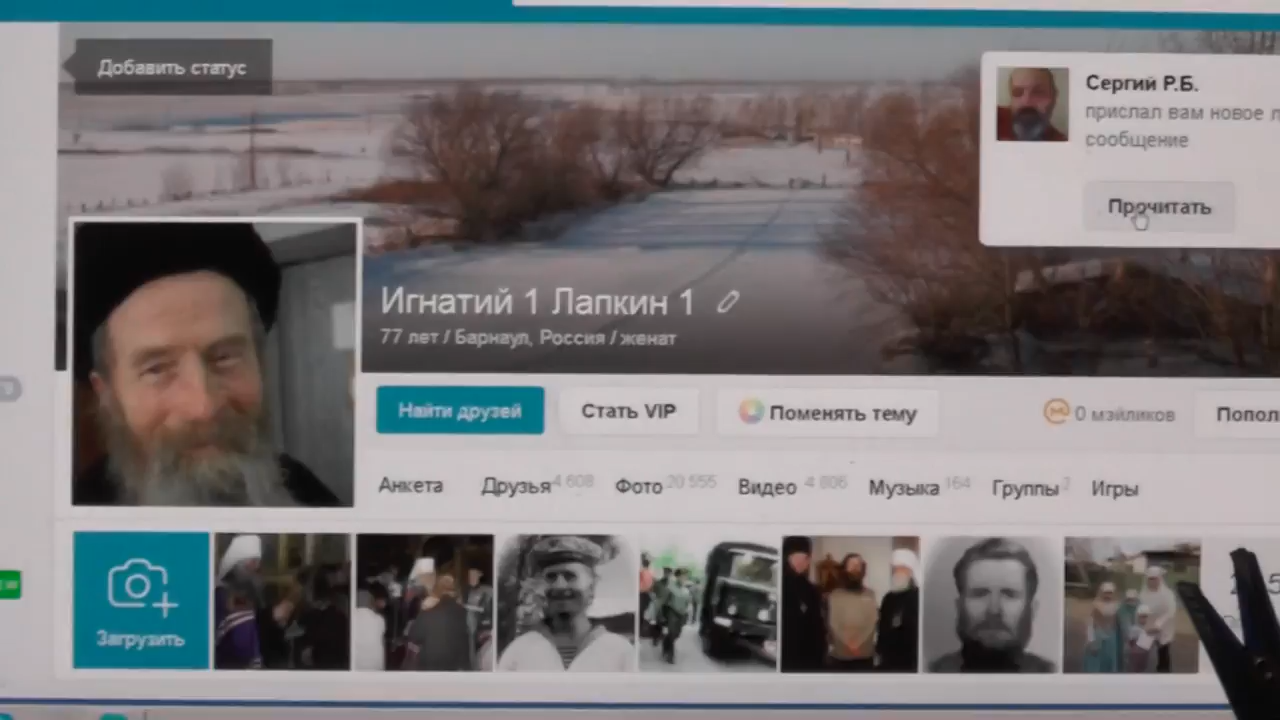 Добавить статус
Сергий Р.Б.
прислал вам новое
сообщение
Прочитать
Игнатий 1 Лапкин 1
77 лет / Барнаул, Россия / женат
Найти друзей
Стать VIP
Поменять тему
0 мэйликов
Попол
Анкета
Друзья 4 608
Фото 20 555
Видео 4 806
Музыка 164
Группы 2
Игры
Загрузить